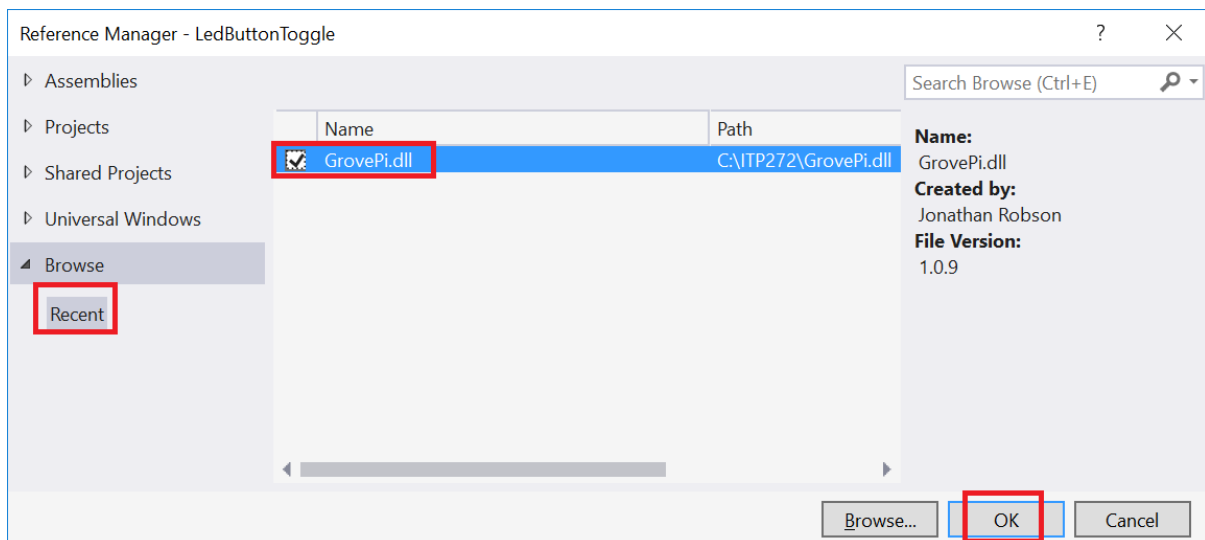 Reference Manager - LedButtonToggle
?
Assemblies
Projects
Shared Projects
Universal Windows
Browse
Recent
Name Path
GrovePi.dll C:\ITP272\GrovePi.dll
Search Browse (Ctrl+E)
Name:
GrovePi.dll
Created by:
Jonathan Robson
File Version:
1.0.9
Browse... OK Cancel